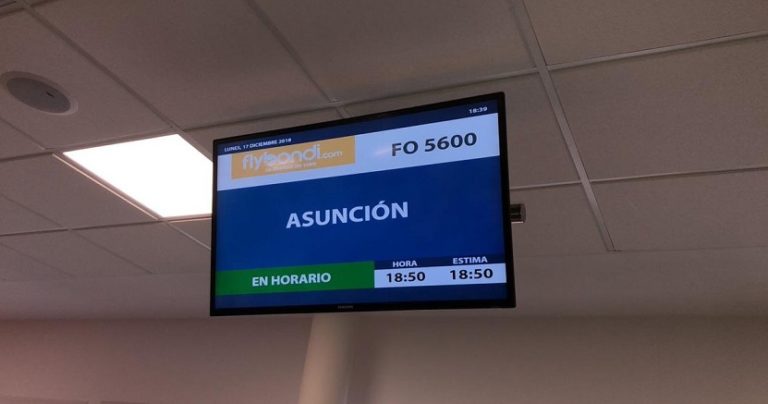 LUNES, 17 DICIEMBRE 2018 18:39
flybondi.com FO 5600
ASUNCIÓN
HORA ESTIMA
EN HORARIO 18:50 18:50
SAMSUNG